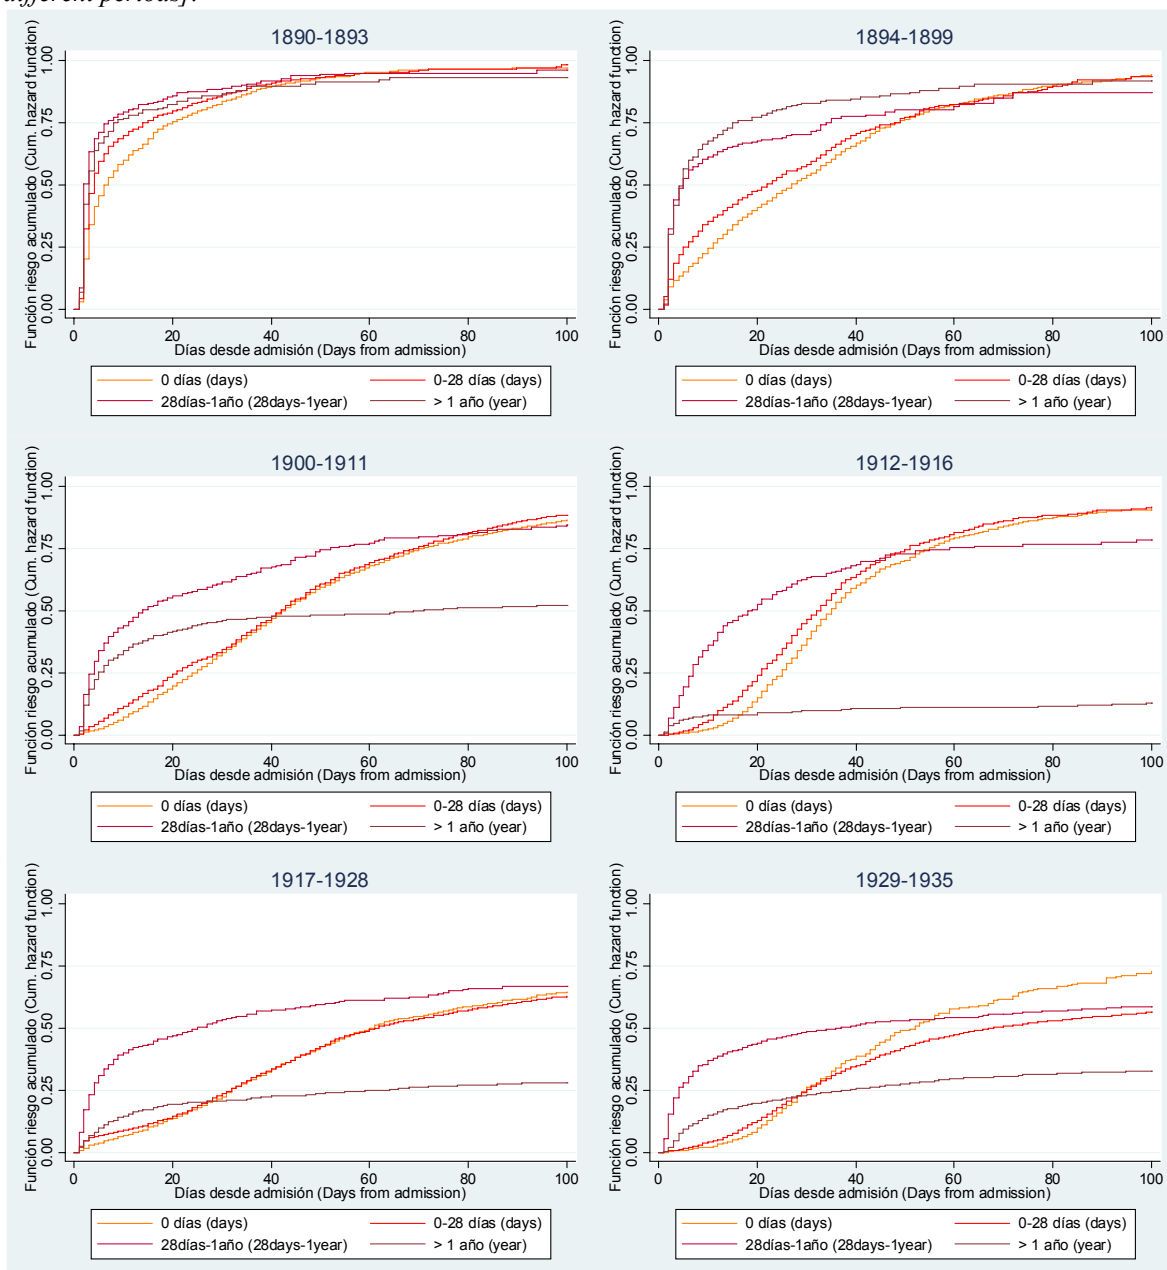 different periods].
1890-1893
Función riesgo acumulado (Cum. hazard function)
1.00
0.75
0.50
0.25
0.00
0 20 40 60 80 100
Días desde admisión (Days from admission)
0 días (days) 0-28 días (days)
28días-1año (28days-1year) > 1 año (year)
1894-1899
Función riesgo acumulado (Cum. hazard function)
1.00
0.75
0.50
0.25
0.00
0 20 40 60 80 100
Días desde admisión (Days from admission)
0 días (days) 0-28 días (days)
28días-1año (28days-1year) > 1 año (year)
1900-1911
Función riesgo acumulado (Cum. hazard function)
1.00
0.75
0.50
0.25
0.00
0 20 40 60 80 100
Días desde admisión (Days from admission)
0 días (days) 0-28 días (days)
28días-1año (28days-1year) > 1 año (year)
1912-1916
Función riesgo acumulado (Cum. hazard function)
1.00
0.75
0.50
0.25
0.00
0 20 40 60 80 100
Días desde admisión (Days from admission)
0 días (days) 0-28 días (days)
28días-1año (28days-1year) > 1 año (year)
1917-1928
Función riesgo acumulado (Cum. hazard function)
1.00
0.75
0.50
0.25
0.00
0 20 40 60 80 100
Días desde admisión (Days from admission)
0 días (days) 0-28 días (days)
28días-1año (28days-1year) > 1 año (year)
1929-1935
Función riesgo acumulado (Cum. hazard function)
1.00
0.75
0.50
0.25
0.00
0 20 40 60 80 100
Días desde admisión (Days from admission)
0 días (days) 0-28 días (days)
28días-1año (28days-1year) > 1 año (year)